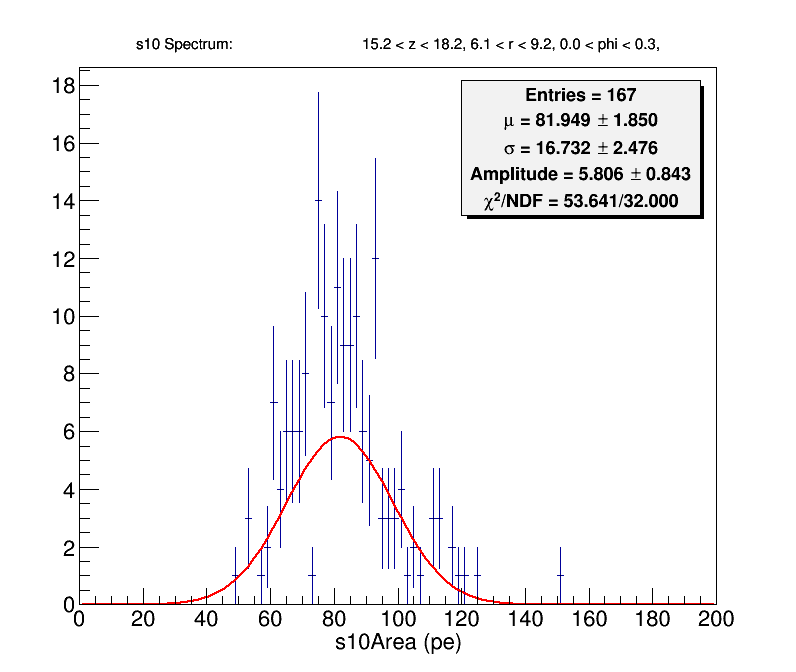 s10 Spectrum: 15.2 < z < 18.2, 6.1 < r < 9.2, 0.0 < phi < 0.3,
Entries = 167
μ = 81.949 ± 1.850
σ = 16.732 ± 2.476
Amplitude = 5.806 ± 0.843
χ²/NDF = 53.641/32.000
18
16
14
12
10
8
6
4
2
0
0 20 40 60 80 100 120 140 160 180 200
s10Area (pe)